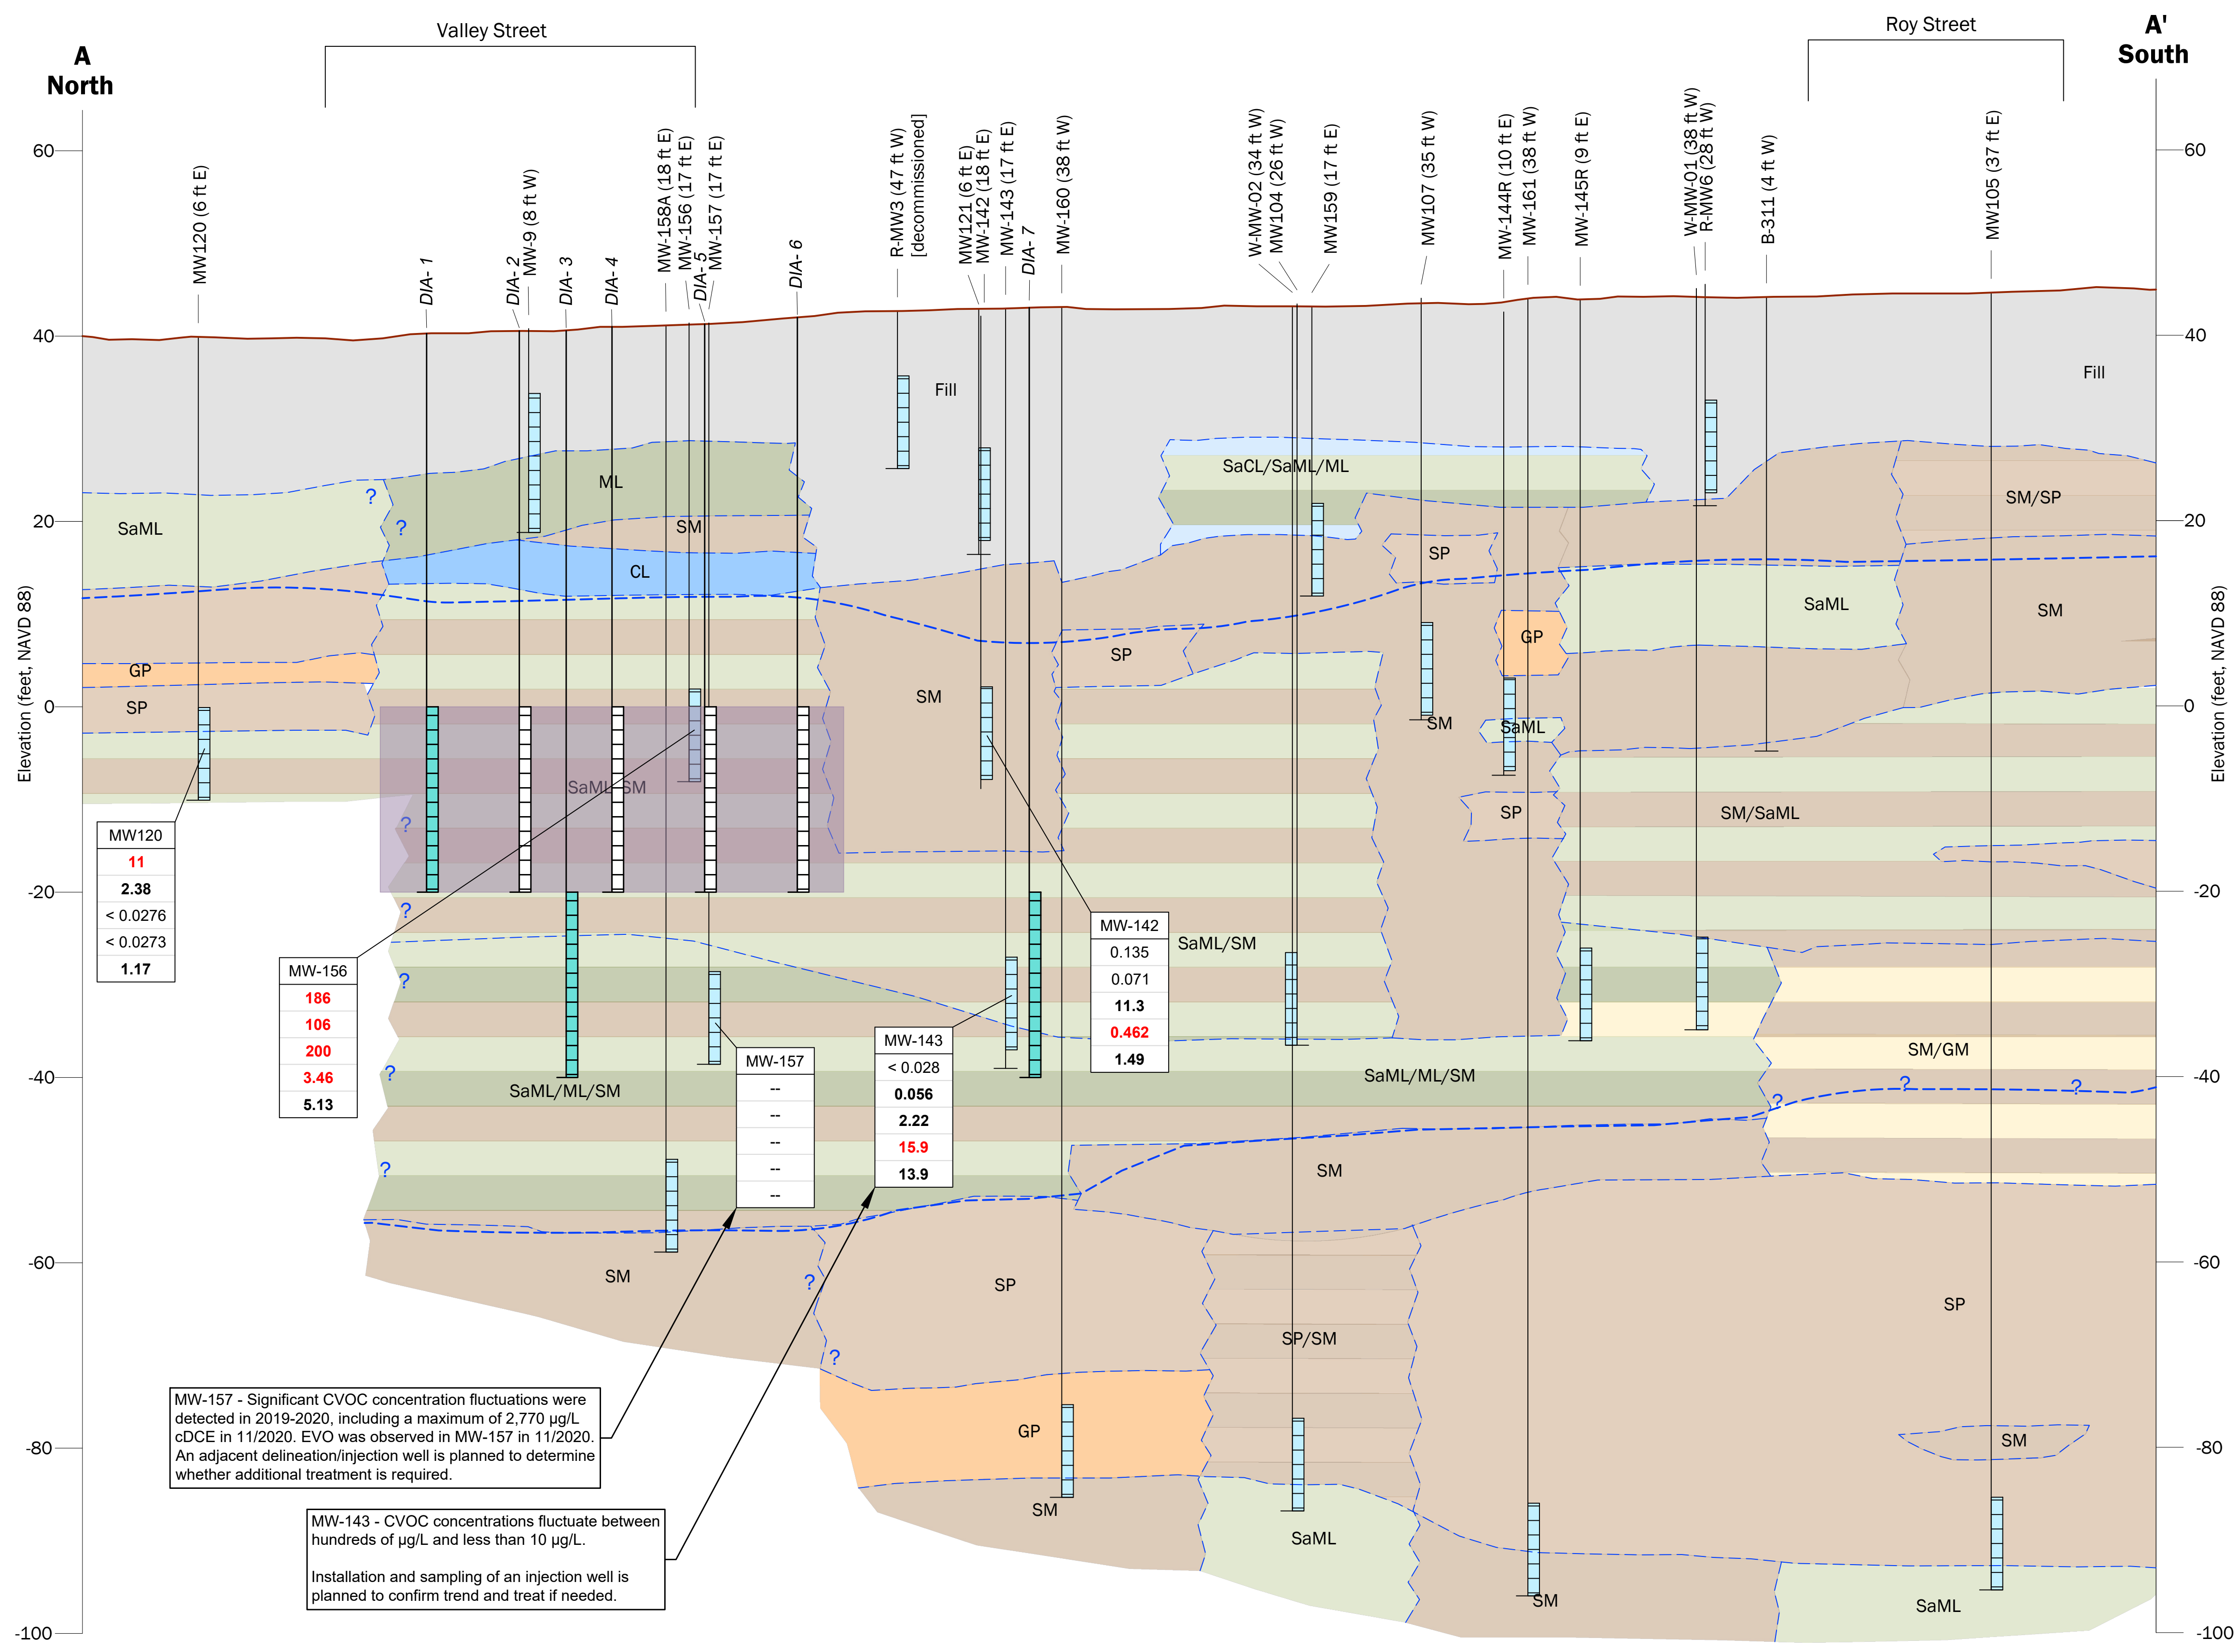 A
North
Valley Street
Roy Street
A'
South
MW120 (6 ft E)
DIA- 1
DIA- 2
MW-9 (8 ft W)
DIA- 3
DIA- 4
MW-158A (18 ft E)
MW-156 (17 ft E)
DIA- 5
MW-157 (17 ft E)
DIA- 6
R-MW3 (47 ft W)
[decommissioned]
MW121 (6 ft E)
MW-142 (18 ft E)
MW-143 (17 ft E)
DIA- 7
MW-160 (38 ft W)
W-MW-02 (34 ft W)
MW104 (26 ft W)
MW159 (17 ft E)
MW107 (35 ft W)
MW-144R (10 ft E)
MW-161 (38 ft W)
MW-145R (9 ft E)
W-MW-01 (38 ft W)
R-MW6 (28 ft W)
B-311 (4 ft W)
MW105 (37 ft E)
Elevation (feet, NAVD 88)
60
40
20
0
-20
-40
-60
-80
-100
Elevation (feet, NAVD 88)
60
40
20
0
-20
-40
-60
-80
-100
Fill
Fill
SaML
?
?
ML
SM
CL
SaCL/SaML/ML
SM/SP
SP
SaML
SM
GP
SP
GP
SP
SM
SM
SaML
SaML/SM
?
SP
SM/SaML
?
SaML/SM
?
?
SaML/ML/SM
SaML/ML/SM
SM/GM
?
?
?
?
SM
SM
?
SP
SP
SP/SM
?
GP
SM
SM
SaML
SM
SaML
MW120
11
2.38
< 0.0276
< 0.0273
1.17
MW-156
186
106
200
3.46
5.13
MW-157
--
--
--
--
--
MW-143
< 0.028
0.056
2.22
15.9
13.9
MW-142
0.135
0.071
11.3
0.462
1.49
MW-157 - Significant CVOC concentration fluctuations were
detected in 2019-2020, including a maximum of 2,770 µg/L
cDCE in 11/2020. EVO was observed in MW-157 in 11/2020.
An adjacent delineation/injection well is planned to determine
whether additional treatment is required.
MW-143 - CVOC concentrations fluctuate between
hundreds of µg/L and less than 10 µg/L.
Installation and sampling of an injection well is
planned to confirm trend and treat if needed.